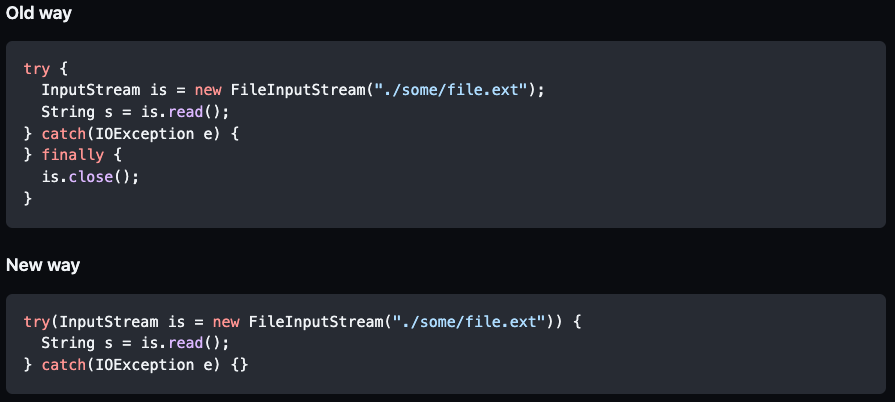 Old way
try {
  InputStream is = new FileInputStream("./some/file.ext");
  String s = is.read();
} catch(IOException e) {
} finally {
  is.close();
}
New way
try(InputStream is = new FileInputStream("./some/file.ext")) {
  String s = is.read();
} catch(IOException e) {}